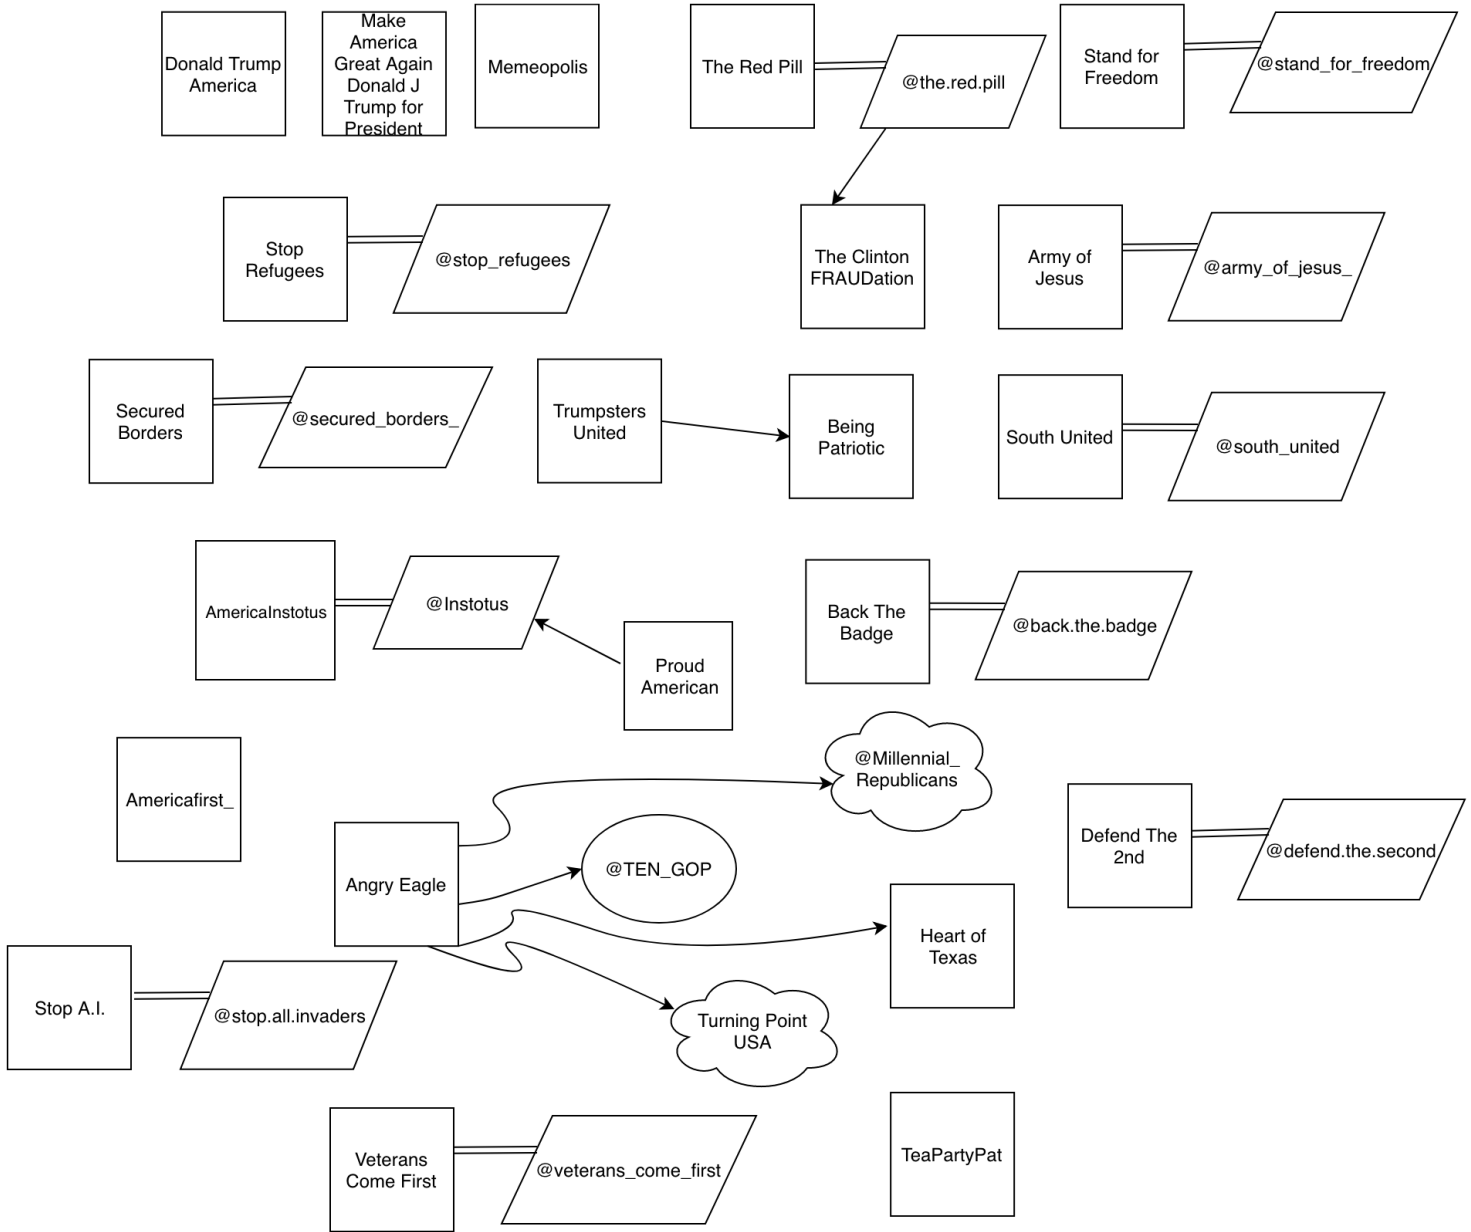 Donald Trump
America
Make
America
Great Again
Donald J
Trump for
President
Memeopolis
The Red Pill
@the.red.pill
Stand for
Freedom
@stand_for_freedom
Stop
Refugees
@stop_refugees
The Clinton
FRAUDation
Army of
Jesus
@army_of_jesus_
Secured
Borders
@secured_borders_
Trumpsters
United
Being
Patriotic
South United
@south_united
AmericaInstotus
@Instotus
Proud
American
Back The
Badge
@back.the.badge
Americafirst_
Angry Eagle
@Millennial_
Republicans
@TEN_GOP
Heart of
Texas
Defend The
2nd
@defend.the.second
Stop A.I.
@stop.all.invaders
Turning Point
USA
Veterans
Come First
@veterans_come_first
TeaPartyPat